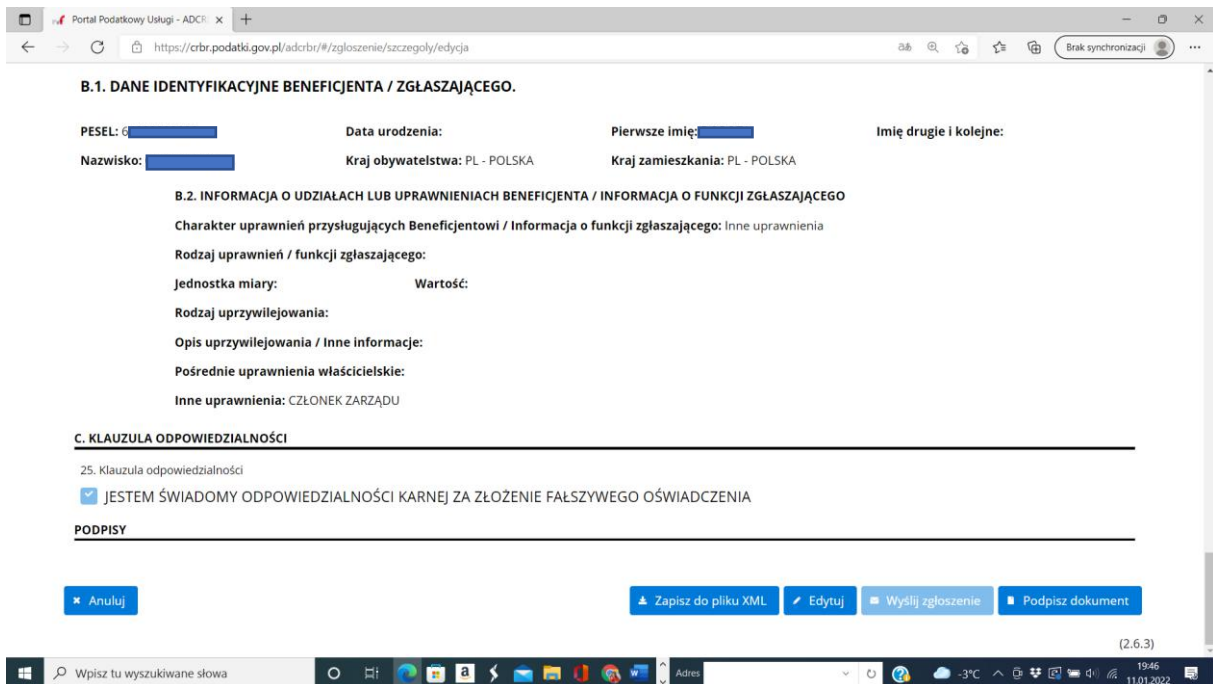 Portal Podatkowy Usługi - ADCR
https://crbr.podatki.gov.pl/adcrbr/#/zgloszenie/szczegoly/edycja
Brak synchronizacji
B.1. DANE IDENTYFIKACYJNE BENEFICJENTA / ZGŁASZAJĄCEGO.
PESEL: 6 Data urodzenia: Pierwsze imię: Imię drugie i kolejne:
Nazwisko: Kraj obywatelstwa: PL - POLSKA Kraj zamieszkania: PL - POLSKA
B.2. INFORMACJA O UDZIAŁACH LUB UPRAWNIENIACH BENEFICJENTA / INFORMACJA O FUNKCJI ZGŁASZAJĄCEGO
Charakter uprawnień przysługujących Beneficjentowi / Informacja o funkcji zgłaszającego: Inne uprawnienia
Rodzaj uprawnień / funkcji zgłaszającego:
Jednostka miary: Wartość:
Rodzaj uprzywilejowania:
Opis uprzywilejowania / Inne informacje:
Pośrednie uprawnienia właścicielskie:
Inne uprawnienia: CZŁONEK ZARZĄDU
C. KLAUZULA ODPOWIEDZIALNOŚCI
25. Klauzula odpowiedzialności
JESTEM ŚWIADOMY ODPOWIEDZIALNOŚCI KARNEJ ZA ZŁOŻENIE FAŁSZYWEGO OŚWIADCZENIA
PODPISY
Anuluj Zapisz do pliku XML Edytuj Wyślij zgłoszenie Podpisz dokument
(2.6.3)
Wpisz tu wyszukiwane słowa Adres -3°C 19:46
11.01.2022